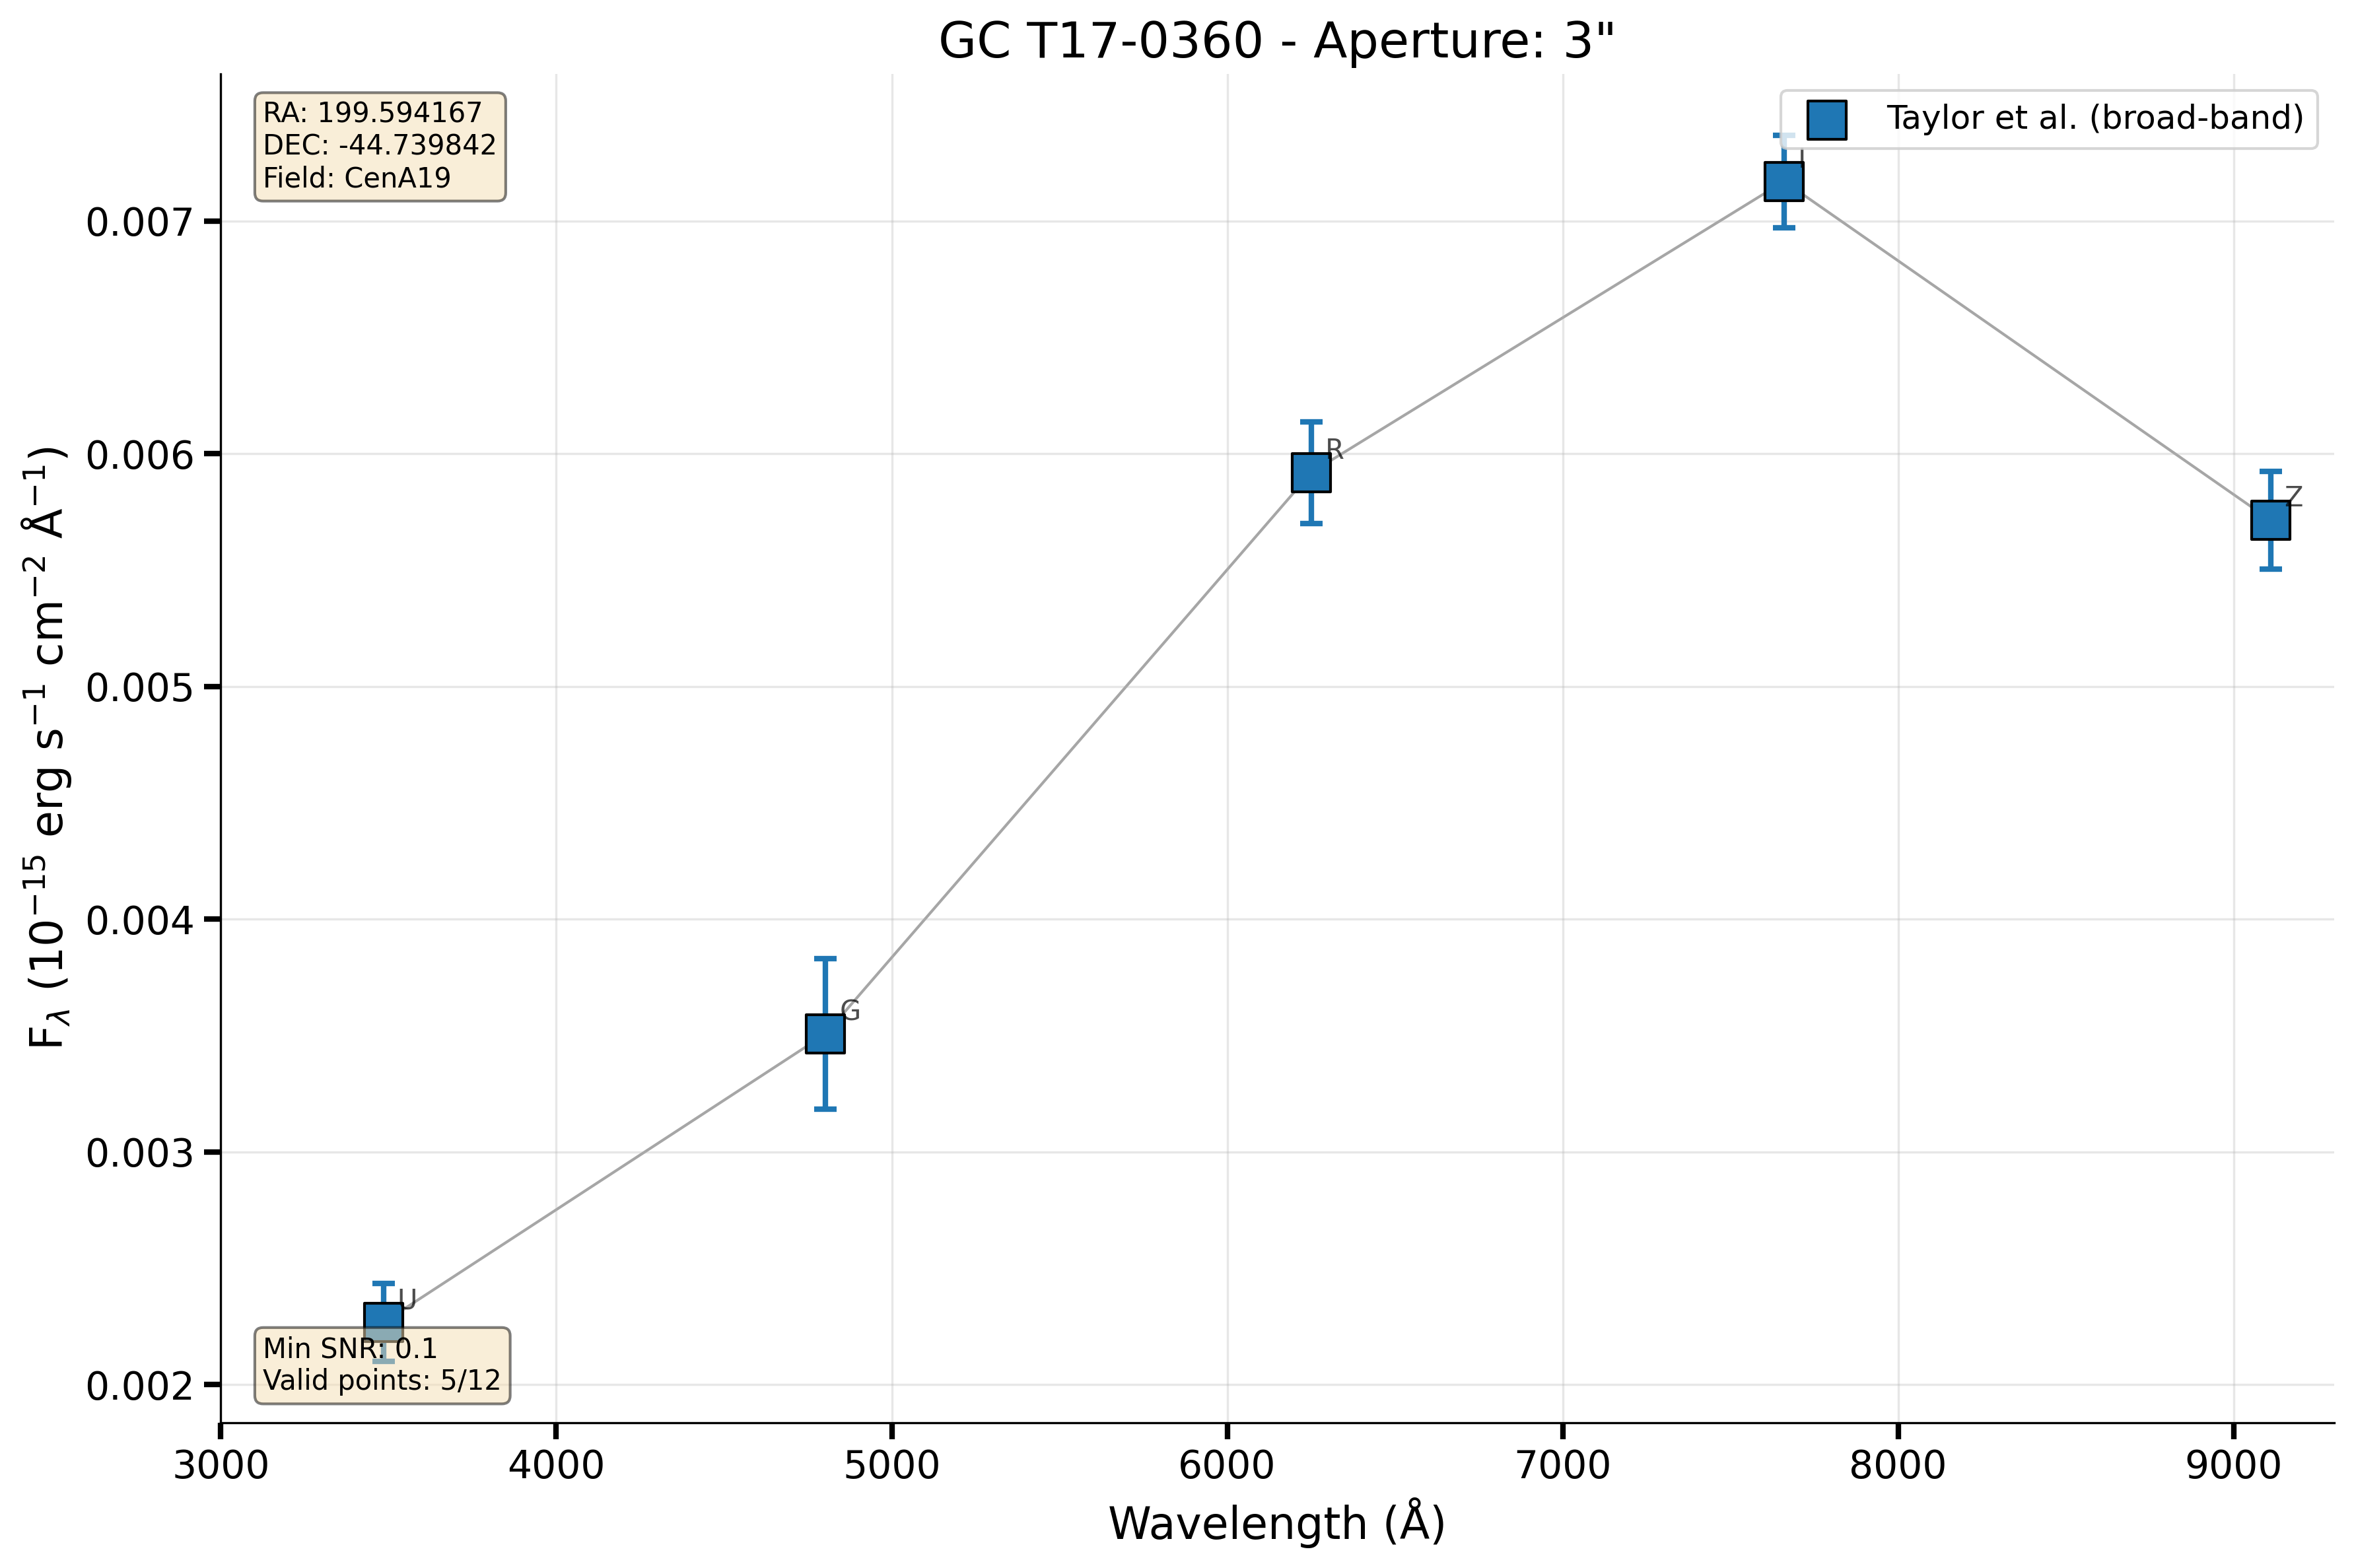 GC T17-0360 - Aperture: 3"
RA: 199.594167
DEC: -44.739842
Field: CenA19
Taylor et al. (broad-band)
I
R
Z
G
U
Min SNR: 0.1
Valid points: 5/12
0.007
0.006
0.005
0.004
0.003
0.002
F_λ (10⁻¹⁵ erg s⁻¹ cm⁻² Å⁻¹)
3000 4000 5000 6000 7000 8000 9000
Wavelength (Å)